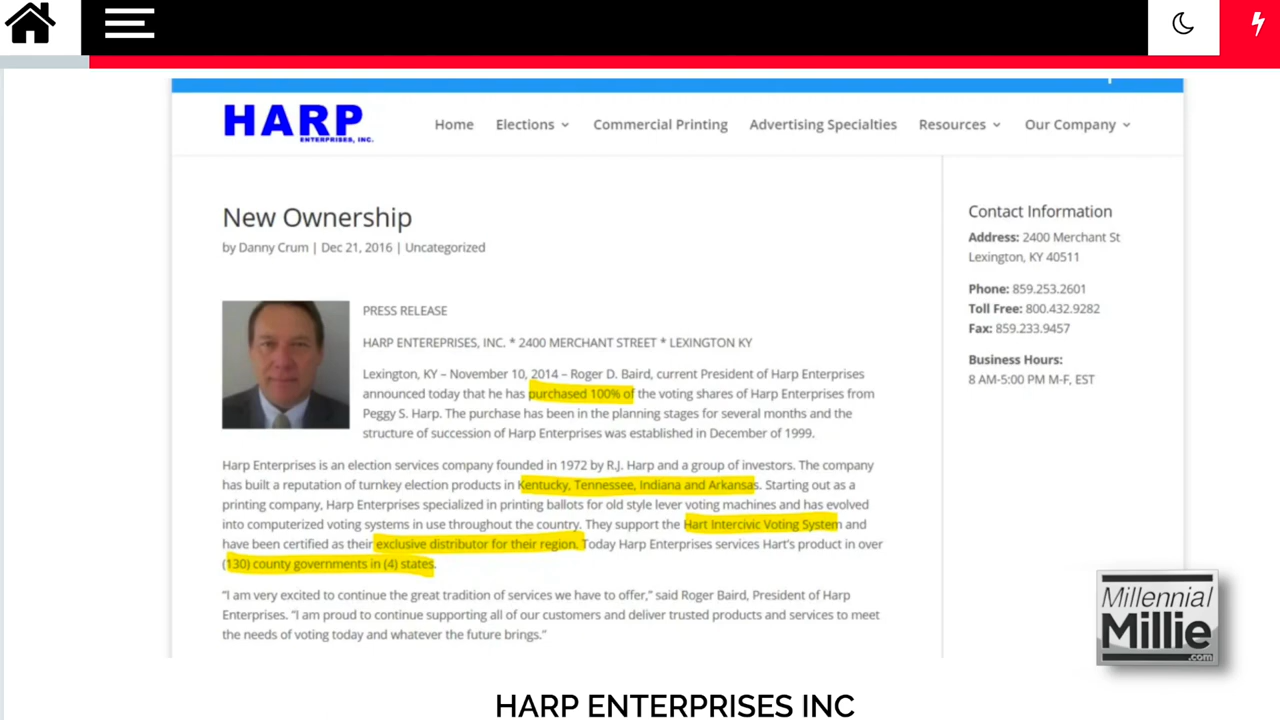 HARP
ENTERPRISES, INC.
Home
Elections
Commercial Printing
Advertising Specialties
Resources
Our Company
New Ownership
by Danny Crum | Dec 21, 2016 | Uncategorized
PRESS RELEASE
HARP ENTEREPRISES, INC. * 2400 MERCHANT STREET * LEXINGTON KY
Lexington, KY – November 10, 2014 – Roger D. Baird, current President of Harp Enterprises
announced today that he has purchased 100% of the voting shares of Harp Enterprises from
Peggy S. Harp. The purchase has been in the planning stages for several months and the
structure of succession of Harp Enterprises was established in December of 1999.
Harp Enterprises is an election services company founded in 1972 by R.J. Harp and a group of investors. The company
has built a reputation of turnkey election products in Kentucky, Tennessee, Indiana and Arkansas. Starting out as a
printing company, Harp Enterprises specialized in printing ballots for old style lever voting machines and has evolved
into computerized voting systems in use throughout the country. They support the Hart Intercivic Voting System and
have been certified as their exclusive distributor for their region. Today Harp Enterprises services Hart’s product in over
(130) county governments in (4) states.
“I am very excited to continue the great tradition of services we have to offer,” said Roger Baird, President of Harp
Enterprises. “I am proud to continue supporting all of our customers and deliver trusted products and services to meet
the needs of voting today and whatever the future brings.”
Contact Information
Address: 2400 Merchant St
Lexington, KY 40511
Phone: 859.253.2601
Toll Free: 800.432.9282
Fax: 859.233.9457
Business Hours:
8 AM-5:00 PM M-F, EST
Millennial
Millie
.com
HARP ENTERPRISES INC